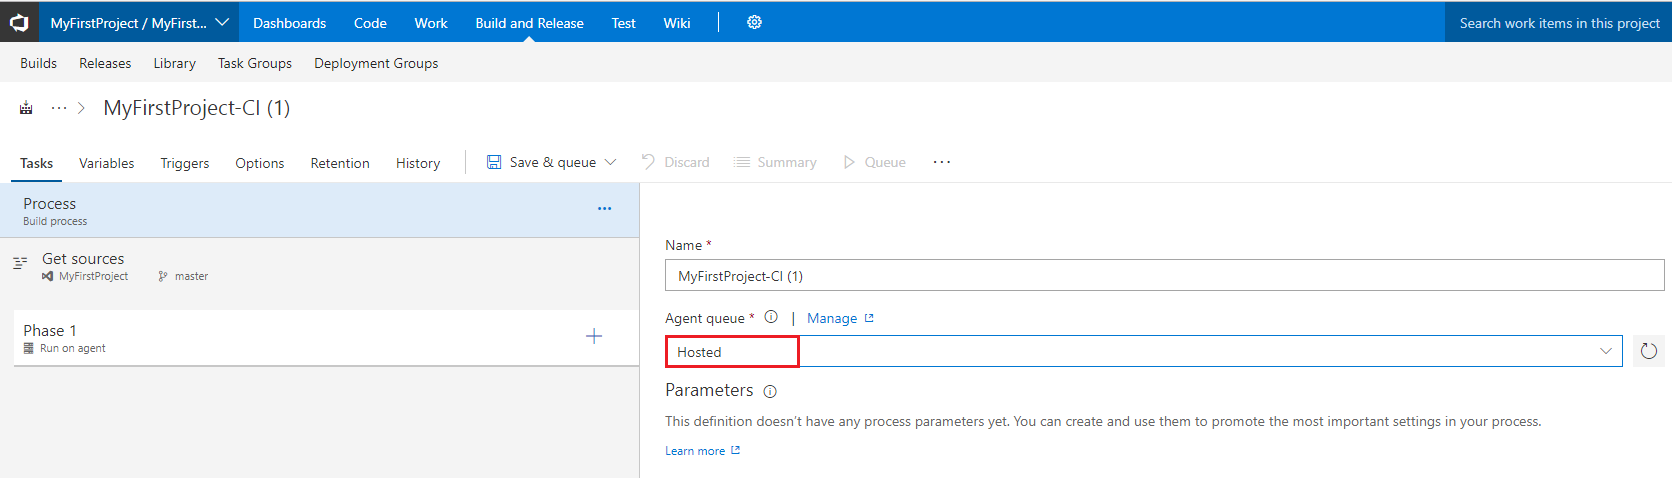 MyFirstProject / MyFirst... Dashboards Code Work Build and Release Test Wiki Search work items in this project
Builds Releases Library Task Groups Deployment Groups
... > MyFirstProject-CI (1)
Tasks Variables Triggers Options Retention History Save & queue Discard Summary Queue ...
Process ...
Build process
Get sources
MyFirstProject master
Phase 1
Run on agent
Name *
MyFirstProject-CI (1)
Agent queue * | Manage
Hosted
Parameters
This definition doesn't have any process parameters yet. You can create and use them to promote the most important settings in your process.
Learn more